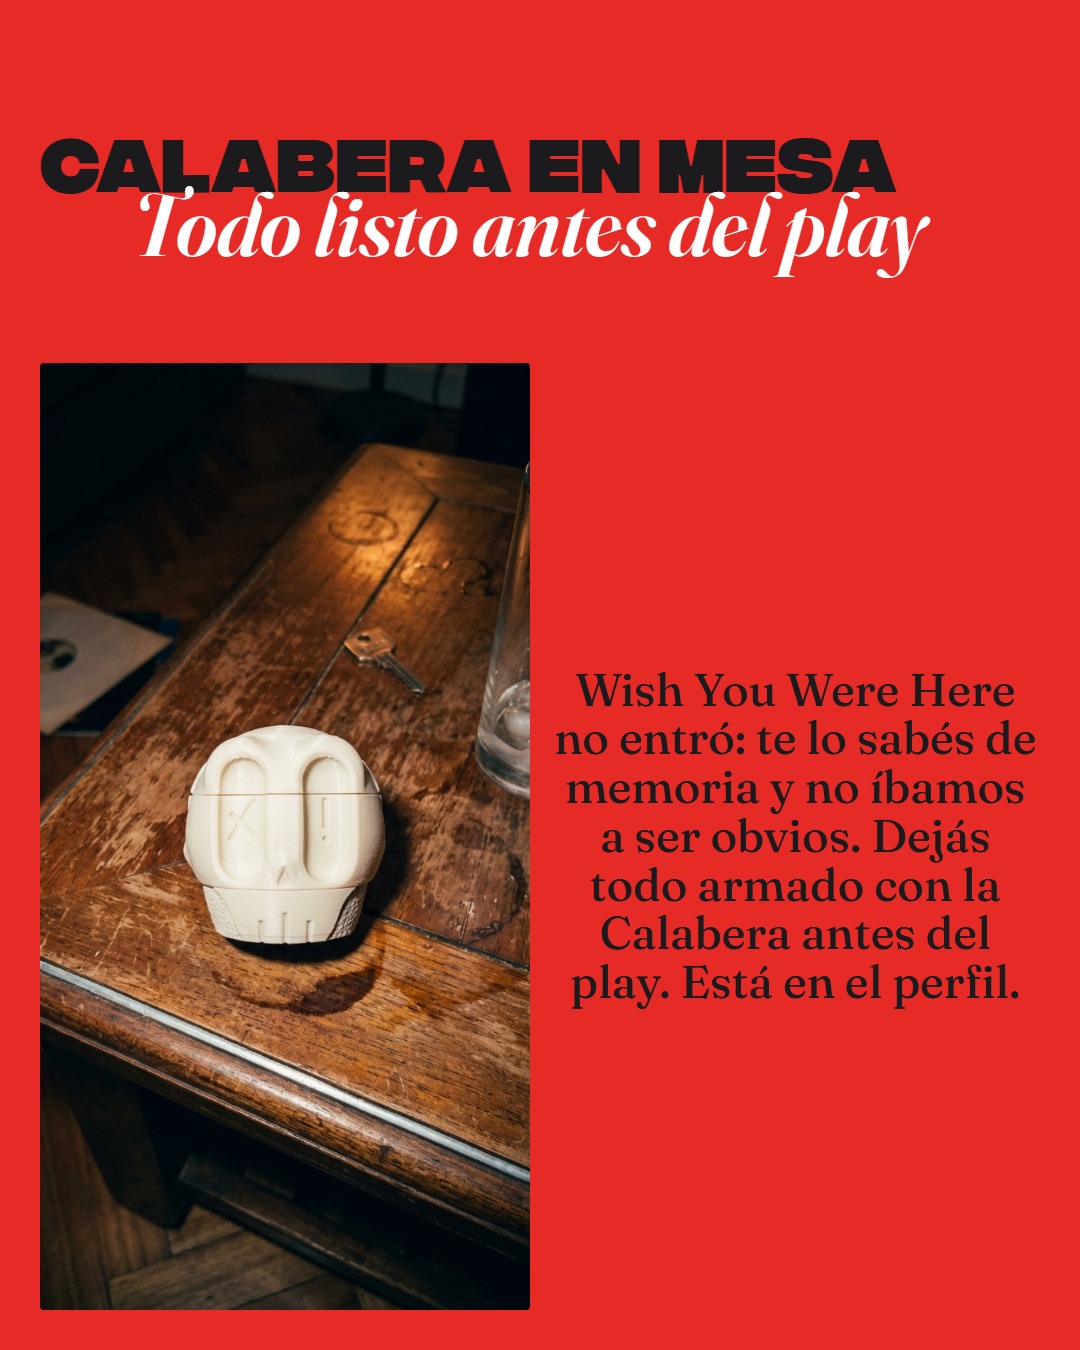 CALABERA EN MESA
Todo listo antes del play
Wish You Were Here
no entró: te lo sabés de
memoria y no íbamos
a ser obvios. Dejás
todo armado con la
Calabera antes del
play. Está en el perfil.